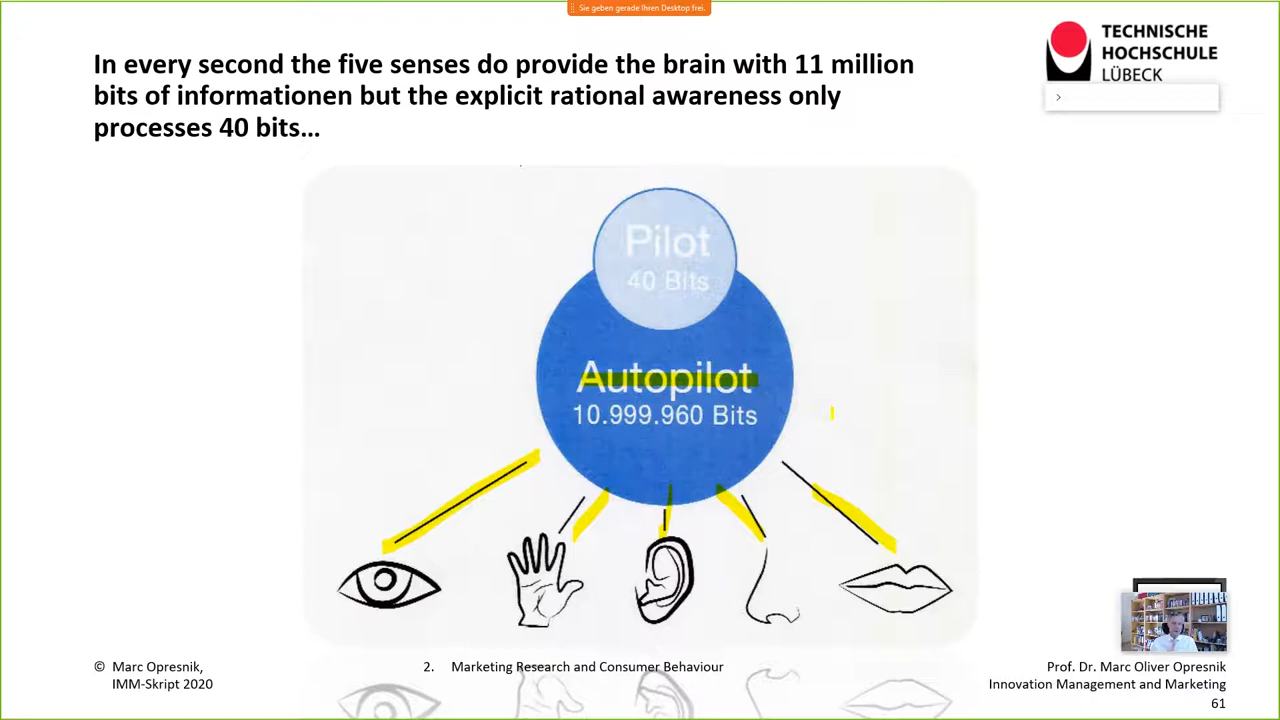 Sie geben gerade Ihren Desktop frei.
In every second the five senses do provide the brain with 11 million
bits of informationen but the explicit rational awareness only
processes 40 bits…
TECHNISCHE
HOCHSCHULE
LÜBECK
Pilot
40 Bits
Autopilot
10.999.960 Bits
© Marc Opresnik,
IMM-Skript 2020
2. Marketing Research and Consumer Behaviour
Prof. Dr. Marc Oliver Opresnik
Innovation Management and Marketing
61